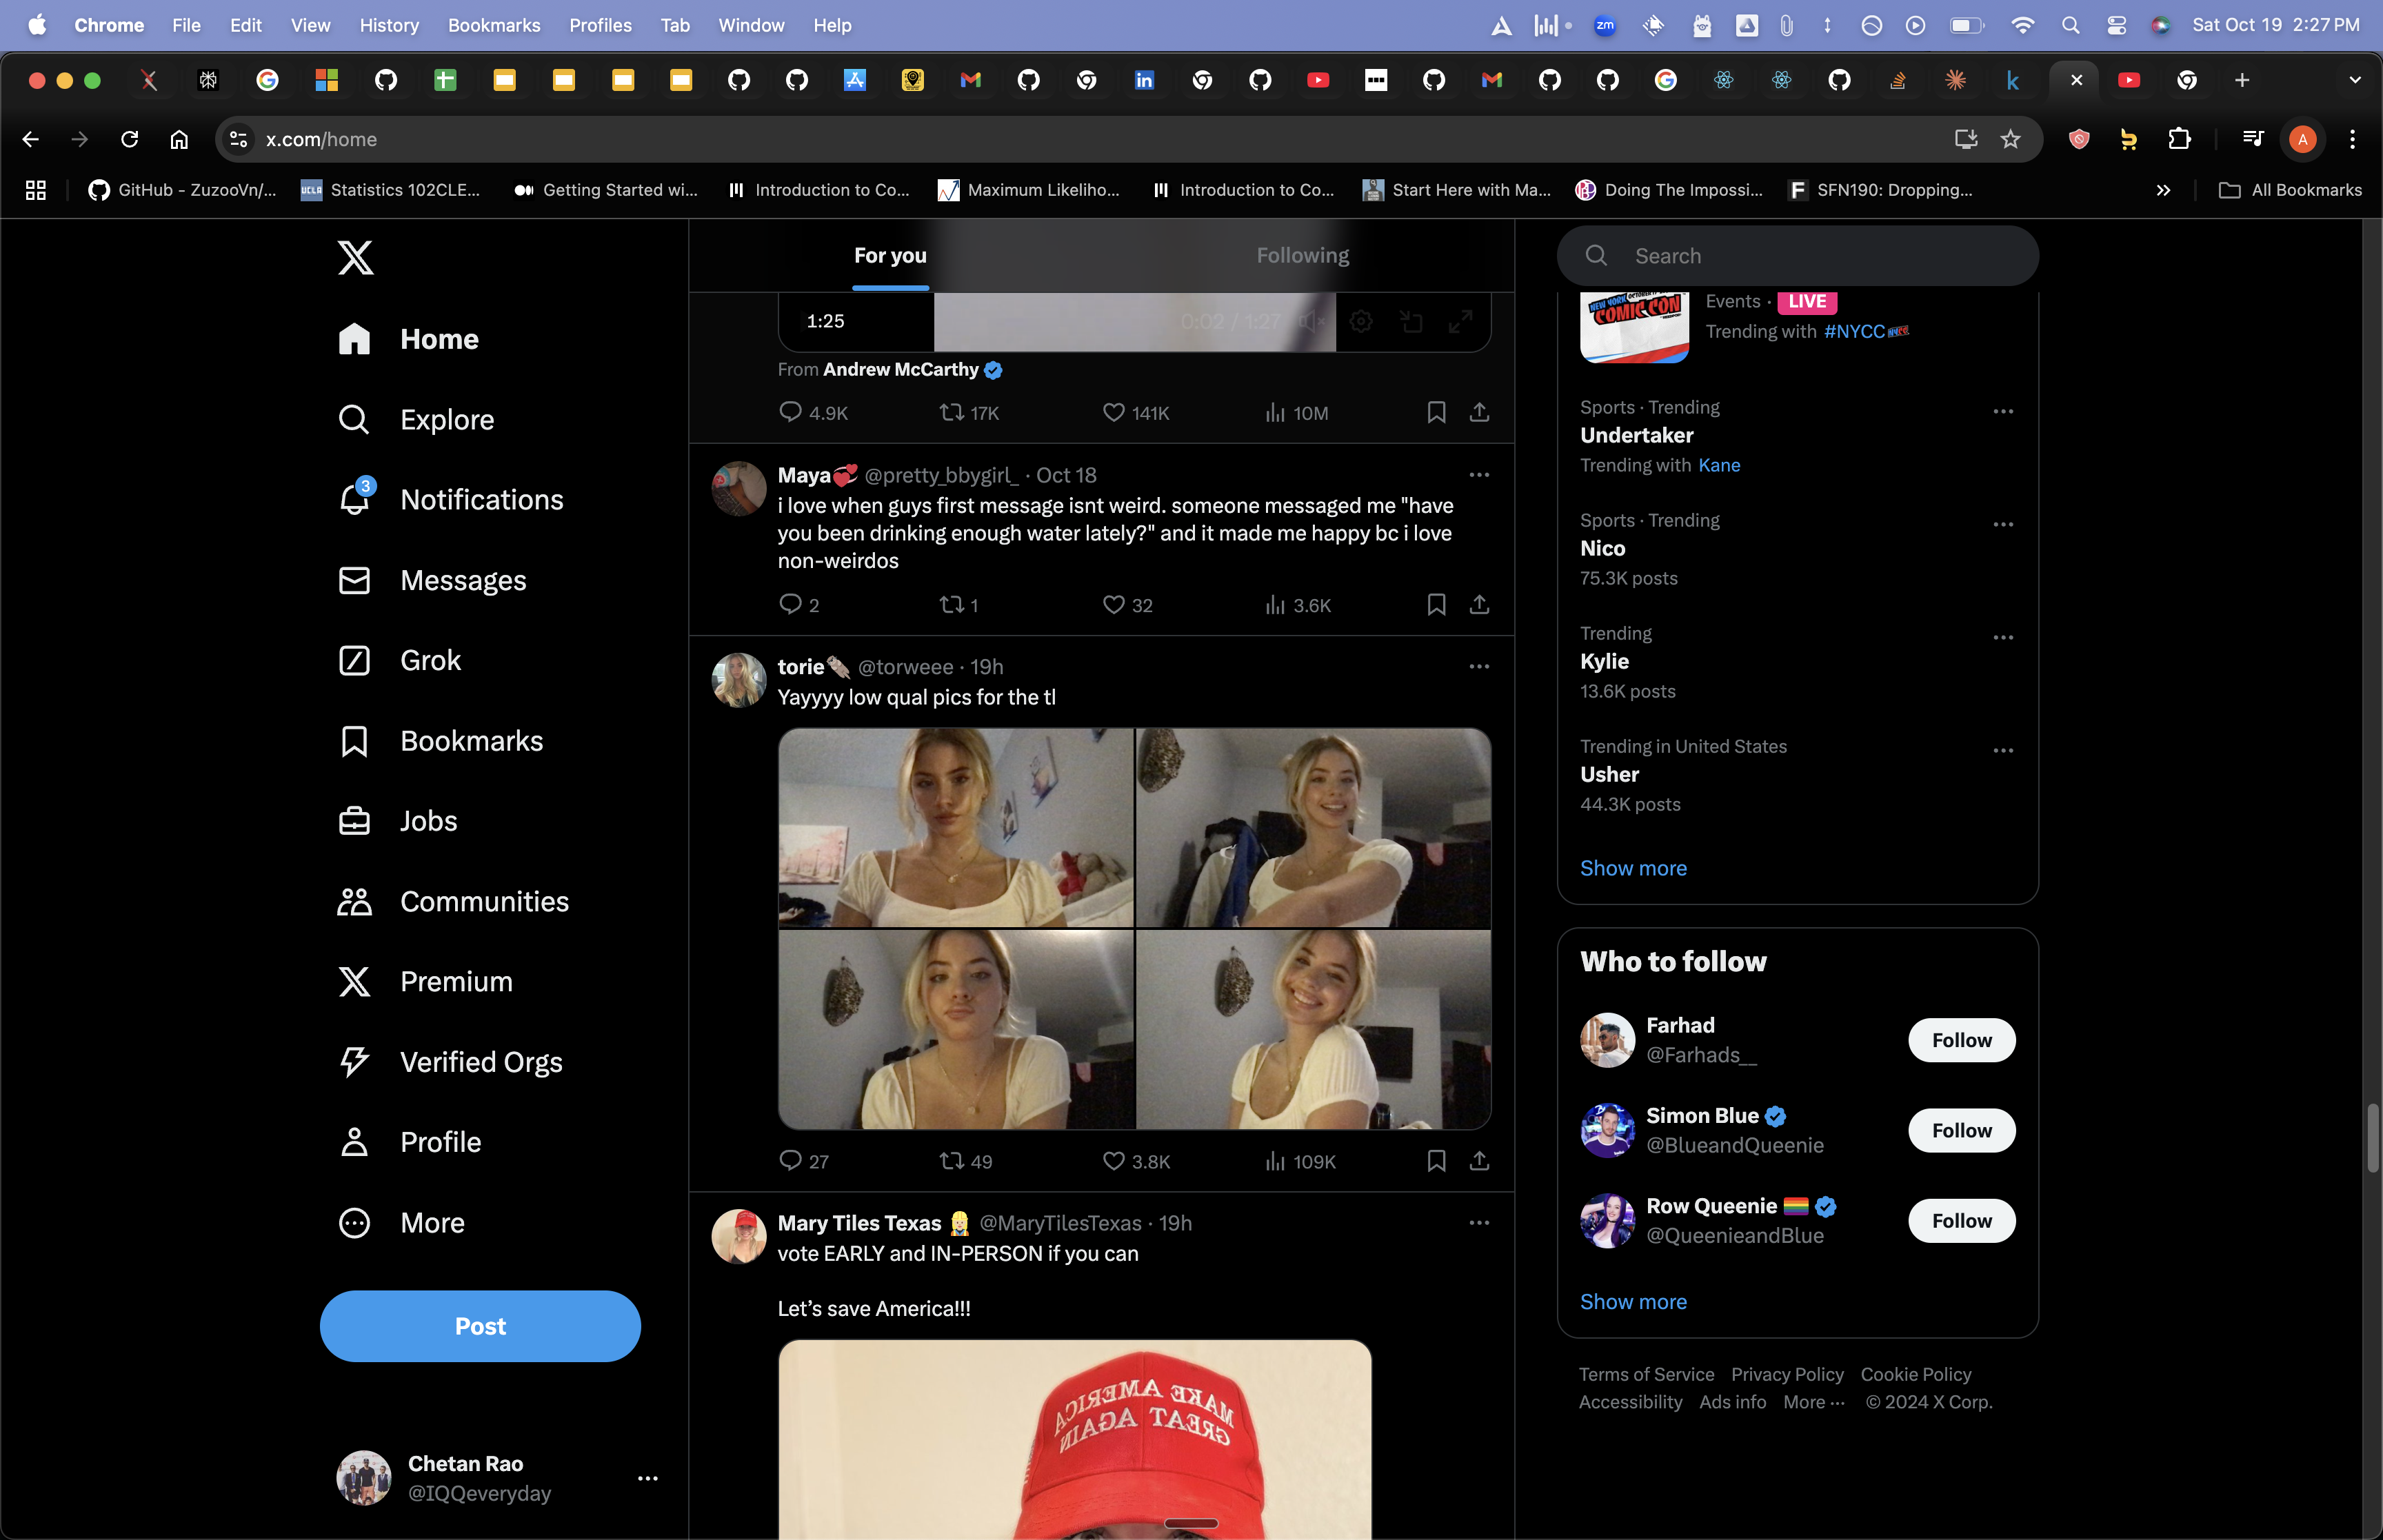 Chrome File Edit View History Bookmarks Profiles Tab Window Help
zm
Sat Oct 19 2:27 PM
x.com/home
A
GitHub - ZuzooVn/...
UCLA Statistics 102CLE...
Getting Started wi...
Introduction to Co...
Maximum Likeliho...
Introduction to Co...
Start Here with Ma...
Doing The Impossi...
SFN190: Dropping...
All Bookmarks
Home
Explore
3
Notifications
Messages
Grok
Bookmarks
Jobs
Communities
Premium
Verified Orgs
Profile
More
Post
Chetan Rao
@IQQeveryday
For you
Following
1:25
0:02 / 1:27
From Andrew McCarthy
4.9K 17K 141K 10M
Maya @pretty_bbygirl_ · Oct 18
i love when guys first message isnt weird. someone messaged me "have
you been drinking enough water lately?" and it made me happy bc i love
non-weirdos
2 1 32 3.6K
torie @torweee · 19h
Yayyyy low qual pics for the tl
27 49 3.8K 109K
Mary Tiles Texas @MaryTilesTexas · 19h
vote EARLY and IN-PERSON if you can
Let's save America!!!
MAKE AMERICA
GREAT AGAIN
Search
NEW YORK
COMIC CON
Events · LIVE
Trending with #NYCC
Sports · Trending
Undertaker
Trending with Kane
Sports · Trending
Nico
75.3K posts
Trending
Kylie
13.6K posts
Trending in United States
Usher
44.3K posts
Show more
Who to follow
Farhad
@Farhads__
Follow
Simon Blue
@BlueandQueenie
Follow
Row Queenie
@QueenieandBlue
Follow
Show more
Terms of Service Privacy Policy Cookie Policy
Accessibility Ads info More ··· © 2024 X Corp.